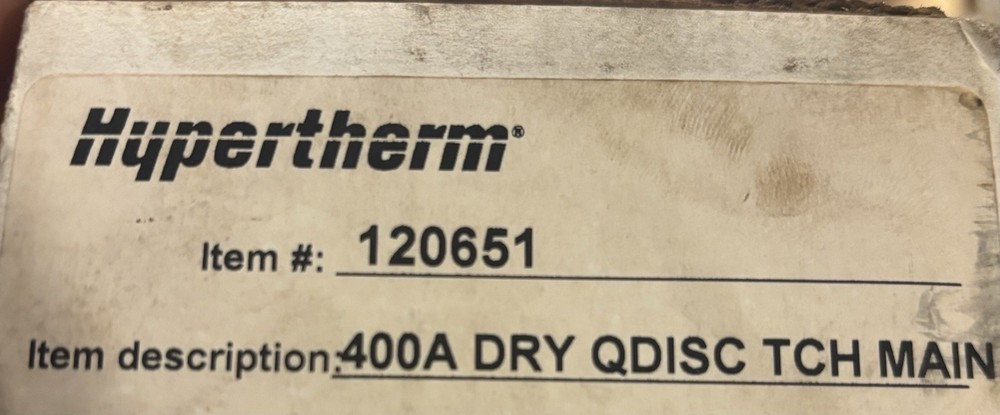 Hypertherm®
Item #: 120651
Item description: 400A DRY QDISC TCH MAIN